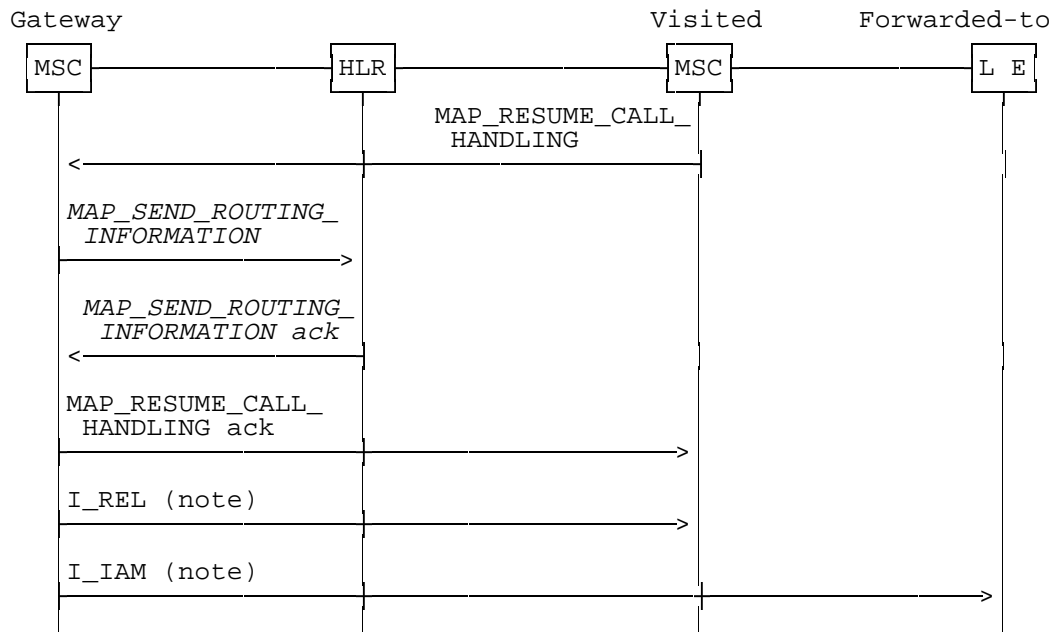 Gateway Visited Forwarded-to
MSC HLR MSC L E
MAP_RESUME_CALL_
HANDLING
MAP_SEND_ROUTING_
INFORMATION
MAP_SEND_ROUTING_
INFORMATION ack
MAP_RESUME_CALL_
HANDLING ack
I_REL (note)
I_IAM (note)